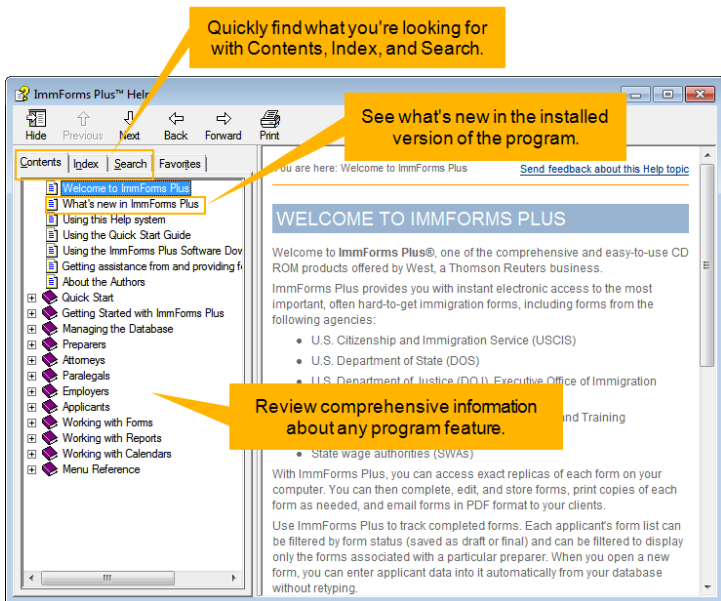 Quickly find what you're looking for
with Contents, Index, and Search.
ImmForms Plus™ Help
Hide Previous Next Back Forward Print
See what's new in the installed
version of the program.
Contents Index Search Favorites
Welcome to ImmForms Plus
What's new in ImmForms Plus
Using this Help system
Using the Quick Start Guide
Using the ImmForms Plus Software Dow
Getting assistance from and providing f
About the Authors
Quick Start
Getting Started with ImmForms Plus
Managing the Database
Preparers
Attorneys
Paralegals
Employers
Applicants
Working with Forms
Working with Reports
Working with Calendars
Menu Reference
You are here: Welcome to ImmForms Plus Send feedback about this Help topic
WELCOME TO IMMFORMS PLUS
Welcome to ImmForms Plus®, one of the comprehensive and easy-to-use CD
ROM products offered by West, a Thomson Reuters business.
ImmForms Plus provides you with instant electronic access to the most
important, often hard-to-get immigration forms, including forms from the
following agencies:
• U.S. Citizenship and Immigration Service (USCIS)
• U.S. Department of State (DOS)
• U.S. Department of Justice (DOJ), Executive Office of Immigration
Review comprehensive information
about any program feature.
and Training
• State wage authorities (SWAs)
With ImmForms Plus, you can access exact replicas of each form on your
computer. You can then complete, edit, and store forms, print copies of each
form as needed, and email forms in PDF format to your clients.
Use ImmForms Plus to track completed forms. Each applicant's form list can
be filtered by form status (saved as draft or final) and can be filtered to display
only the forms associated with a particular preparer. When you open a new
form, you can enter applicant data into it automatically from your database
without retyping.